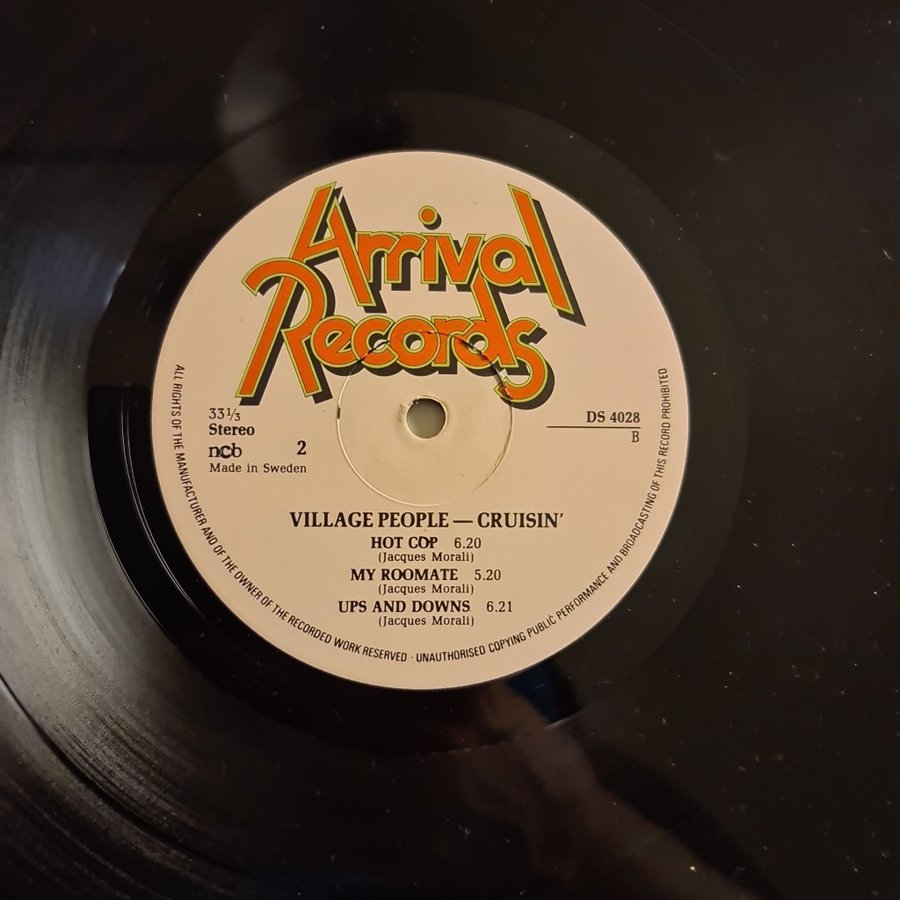 Arrival
Records
33 1/3
Stereo
ncb 2
Made in Sweden
DS 4028
B
VILLAGE PEOPLE — CRUISIN'
HOT COP 6.20
(Jacques Morali)
MY ROOMATE 5.20
(Jacques Morali)
UPS AND DOWNS 6.21
(Jacques Morali)
ALL RIGHTS OF THE MANUFACTURER AND OF THE OWNER OF THE RECORDED WORK RESERVED · UNAUTHORISED COPYING PUBLIC PERFORMANCE AND BROADCASTING OF THIS RECORD PROHIBITED